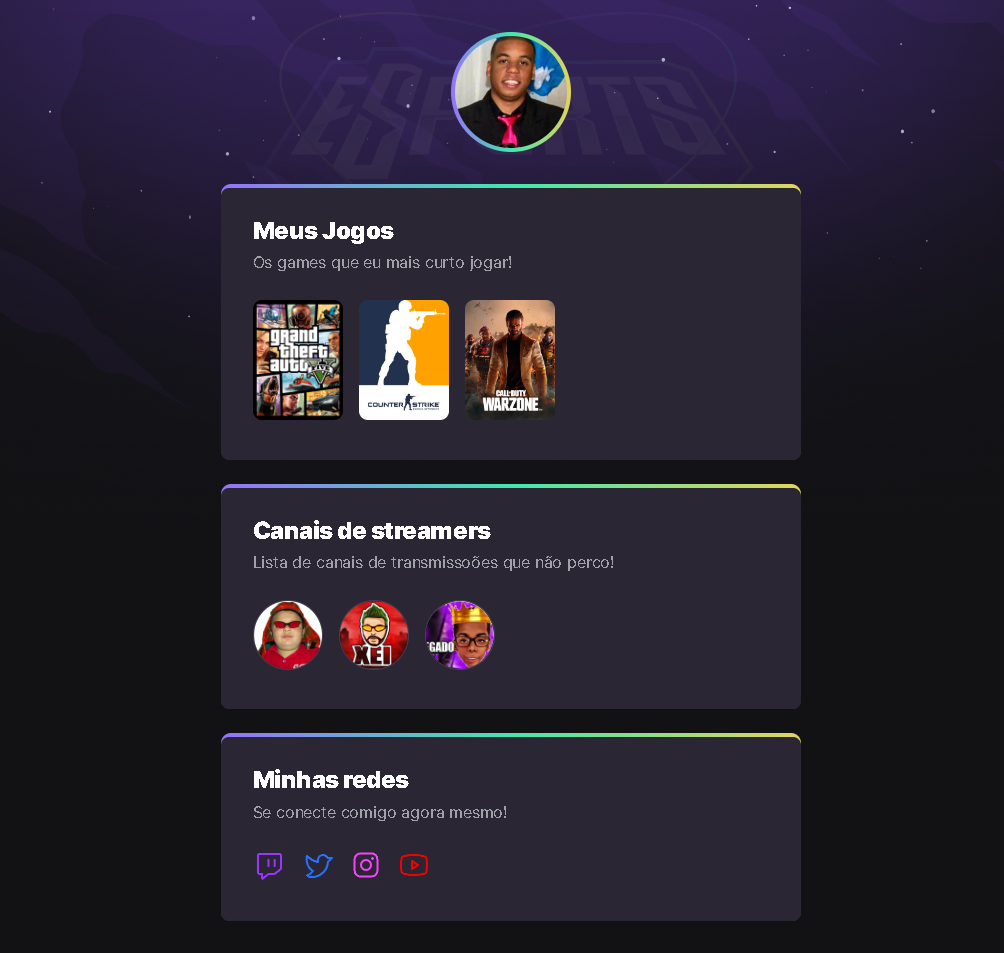 ESPORTS
Meus Jogos
Os games que eu mais curto jogar!
grand
theft
auto
V
FIVE
COUNTER STRIKE
CALL OF DUTY
WARZONE
Canais de streamers
Lista de canais de transmissoões que não perco!
XEI
GADO
Minhas redes
Se conecte comigo agora mesmo!